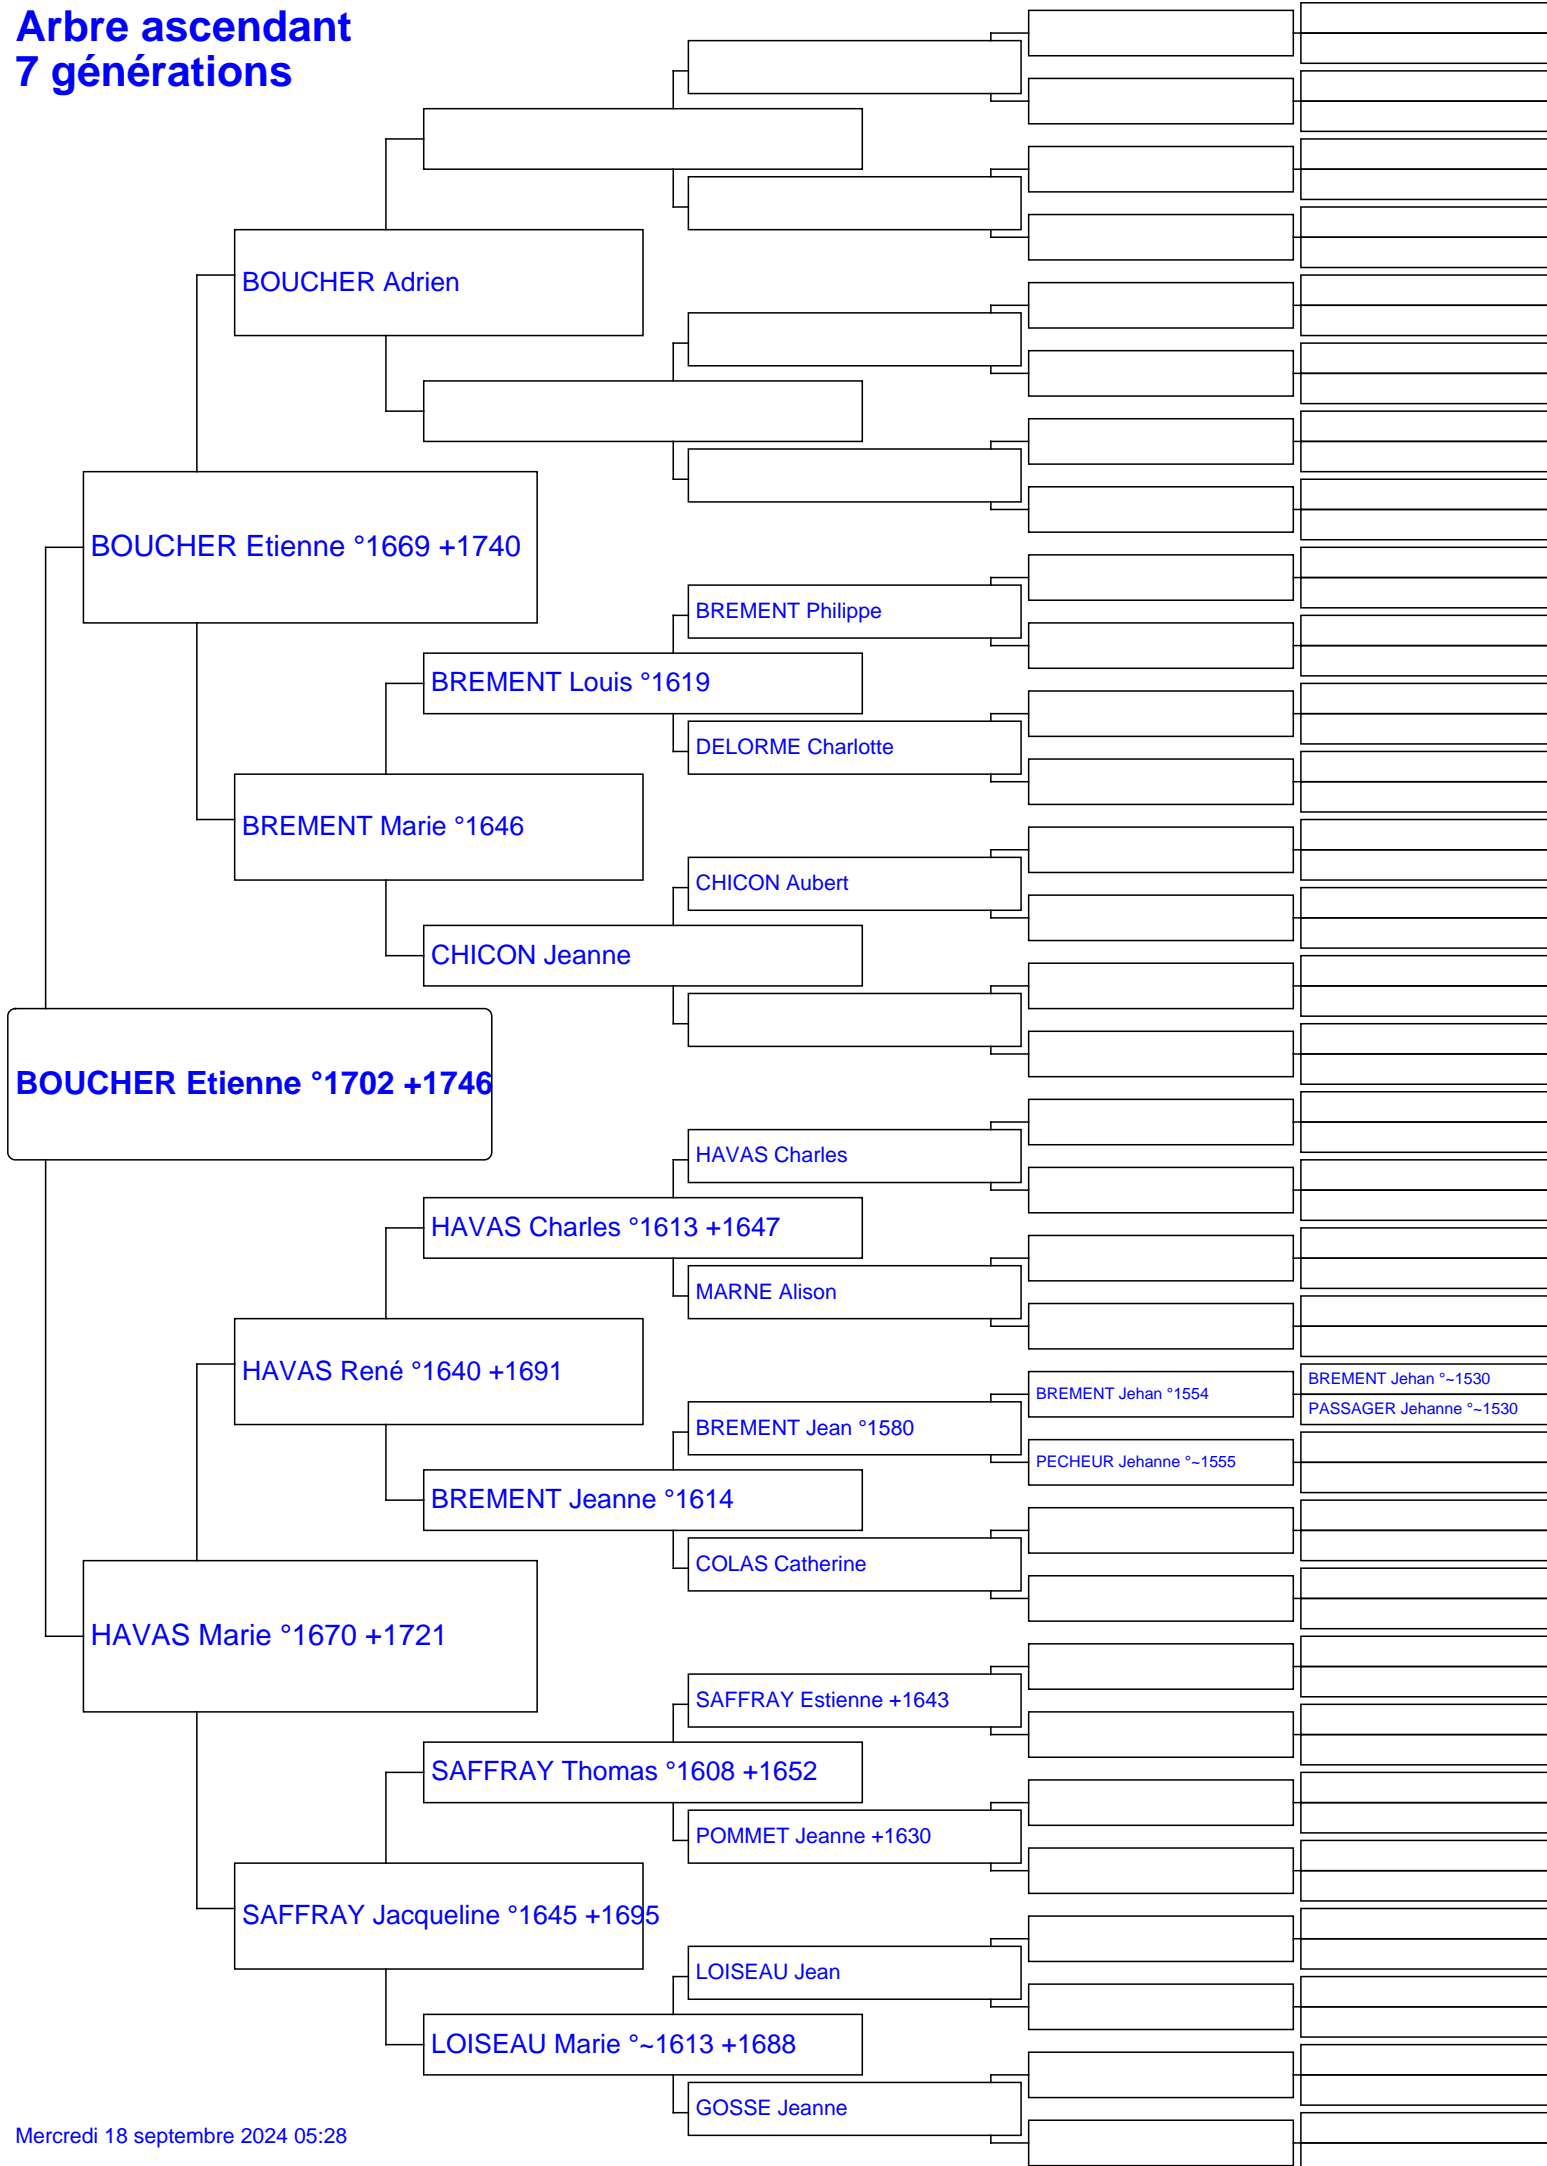 Arbre ascendant
7 générations
BOUCHER Adrien
BOUCHER Etienne °1669 +1740
BREMENT Philippe
BREMENT Louis °1619
DELORME Charlotte
BREMENT Marie °1646
CHICON Aubert
CHICON Jeanne
BOUCHER Etienne °1702 +1746
HAVAS Charles
HAVAS Charles °1613 +1647
MARNE Alison
HAVAS René °1640 +1691
BREMENT Jehan °~1530
BREMENT Jehan °1554
PASSAGER Jehanne °~1530
BREMENT Jean °1580
PECHEUR Jehanne °~1555
BREMENT Jeanne °1614
COLAS Catherine
HAVAS Marie °1670 +1721
SAFFRAY Estienne +1643
SAFFRAY Thomas °1608 +1652
POMMET Jeanne +1630
SAFFRAY Jacqueline °1645 +1695
LOISEAU Jean
LOISEAU Marie °~1613 +1688
GOSSE Jeanne
Mercredi 18 septembre 2024 05:28